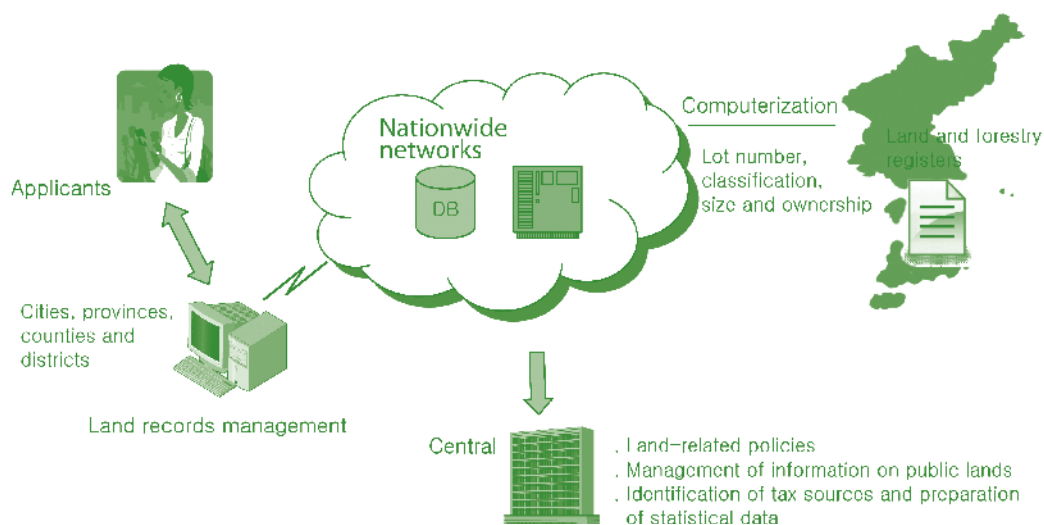 Nationwide
networks
DB
Computerization
Land and forestry
registers
Lot number,
classification,
size and ownership
Applicants
Cities, provinces,
counties and
districts
Land records management
Central
. Land-related policies
. Management of information on public lands
. Identification of tax sources and preparation
of statistical data